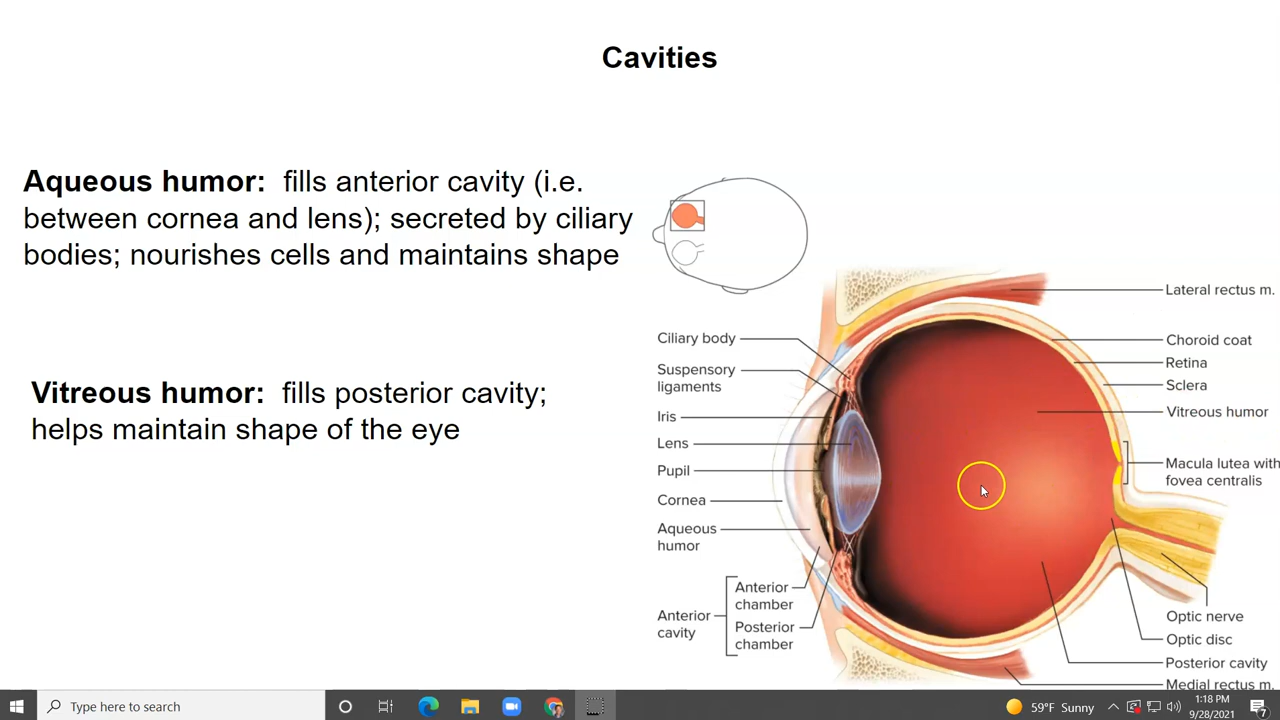 Cavities
Aqueous humor: fills anterior cavity (i.e.
between cornea and lens); secreted by ciliary
bodies; nourishes cells and maintains shape
Vitreous humor: fills posterior cavity;
helps maintain shape of the eye
Ciliary body
Suspensory
ligaments
Iris
Lens
Pupil
Cornea
Aqueous
humor
Anterior
cavity
Anterior
chamber
Posterior
chamber
Lateral rectus m.
Choroid coat
Retina
Sclera
Vitreous humor
Macula lutea with
fovea centralis
Optic nerve
Optic disc
Posterior cavity
Medial rectus m.
Type here to search
59°F Sunny
1:18 PM
9/28/2021
7